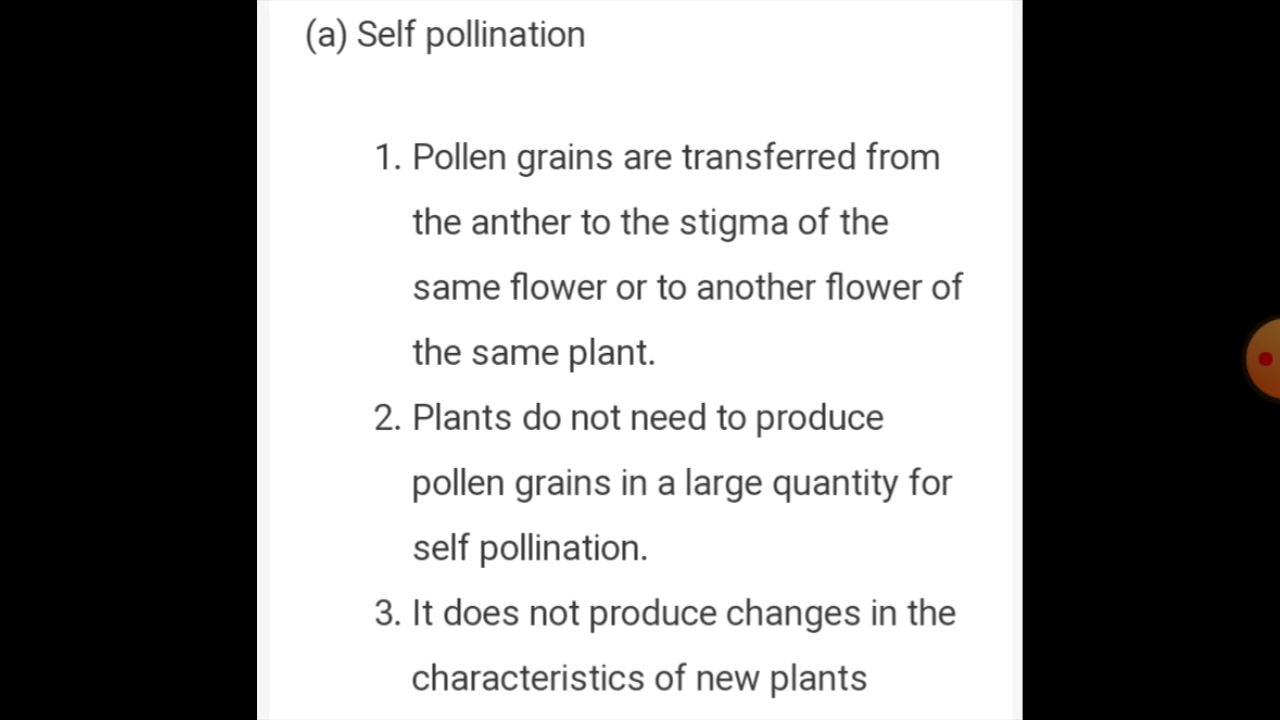 (a) Self pollination
1. Pollen grains are transferred from
the anther to the stigma of the
same flower or to another flower of
the same plant.
2. Plants do not need to produce
pollen grains in a large quantity for
self pollination.
3. It does not produce changes in the
characteristics of new plants